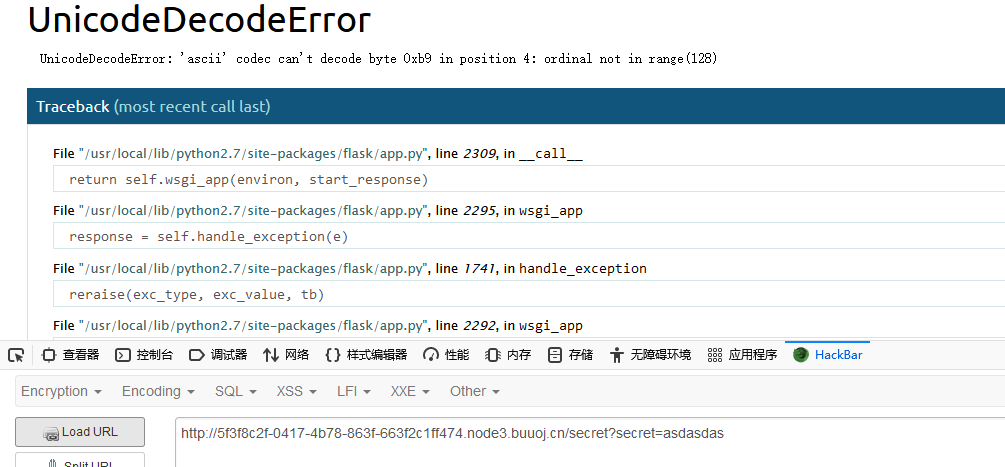 UnicodeDecodeError
UnicodeDecodeError: 'ascii' codec can't decode byte 0xb9 in position 4: ordinal not in range(128)
Traceback (most recent call last)
File "/usr/local/lib/python2.7/site-packages/flask/app.py", line 2309, in __call__
return self.wsgi_app(environ, start_response)
File "/usr/local/lib/python2.7/site-packages/flask/app.py", line 2295, in wsgi_app
response = self.handle_exception(e)
File "/usr/local/lib/python2.7/site-packages/flask/app.py", line 1741, in handle_exception
reraise(exc_type, exc_value, tb)
File "/usr/local/lib/python2.7/site-packages/flask/app.py", line 2292, in wsgi_app
查看器 控制台 调试器 网络 样式编辑器 性能 内存 存储 无障碍环境 应用程序 HackBar
Encryption Encoding SQL XSS LFI XXE Other
Load URL http://5f3f8c2f-0417-4b78-863f-663f2c1ff474.node3.buuoj.cn/secret?secret=asdasdas
Split URL